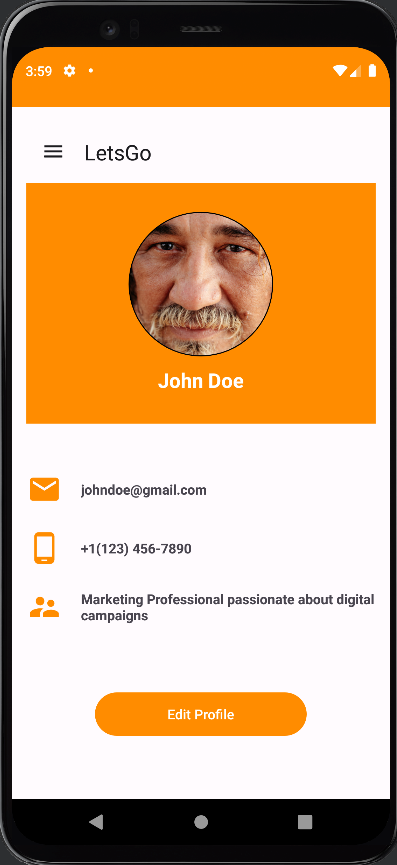 3:59
LetsGo
John Doe
johndoe@gmail.com
+1(123) 456-7890
Marketing Professional passionate about digital
campaigns
Edit Profile